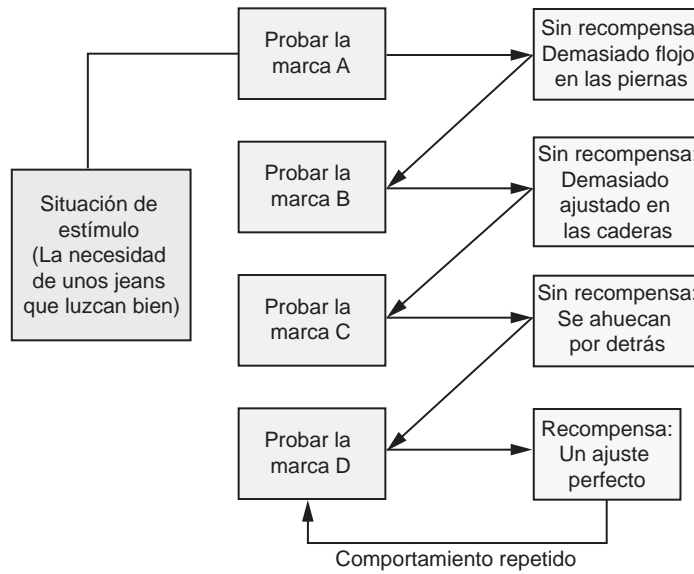 Probar la
marca A
Sin recompensa:
Demasiado flojo
en las piernas
Situación de
estímulo
(La necesidad
de unos jeans
que luzcan bien)
Probar la
marca B
Sin recompensa:
Demasiado
ajustado en
las caderas
Probar la
marca C
Sin recompensa:
Se ahuecan
por detrás
Probar la
marca D
Recompensa:
Un ajuste
perfecto
Comportamiento repetido